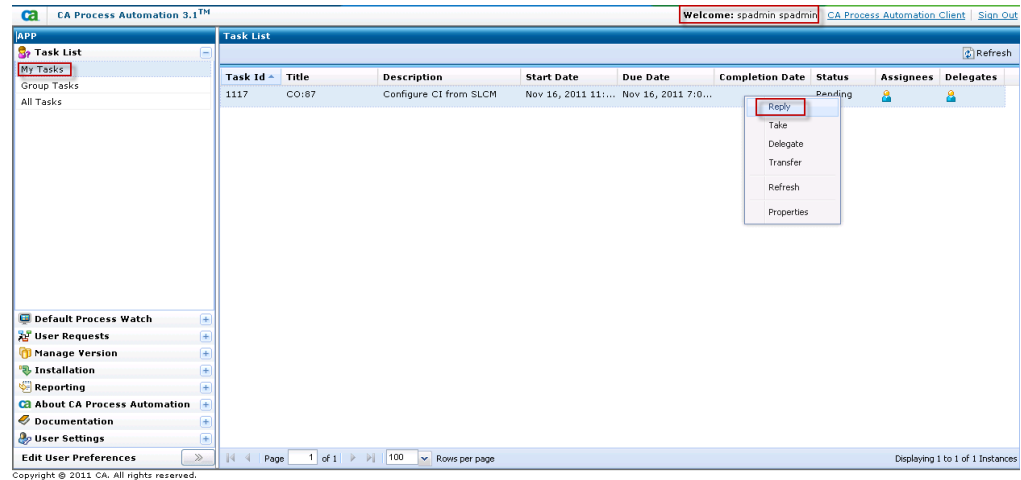 ca CA Process Automation 3.1TM
Welcome: spadmin spadmin CA Process Automation Client Sign Out
APP
Task List
My Tasks
Group Tasks
All Tasks
Default Process Watch
User Requests
Manage Version
Installation
Reporting
CA About CA Process Automation
Documentation
User Settings
Edit User Preferences
Task List
Refresh
Task Id Title Description Start Date Due Date Completion Date Status Assignees Delegates
1117 CO:87 Configure CI from SLCM Nov 16, 2011 11:... Nov 16, 2011 7:0... Pending
Reply
Take
Delegate
Transfer
Refresh
Properties
Page 1 of 1 100 Rows per page Displaying 1 to 1 of 1 Instances
Copyright © 2011 CA. All rights reserved.